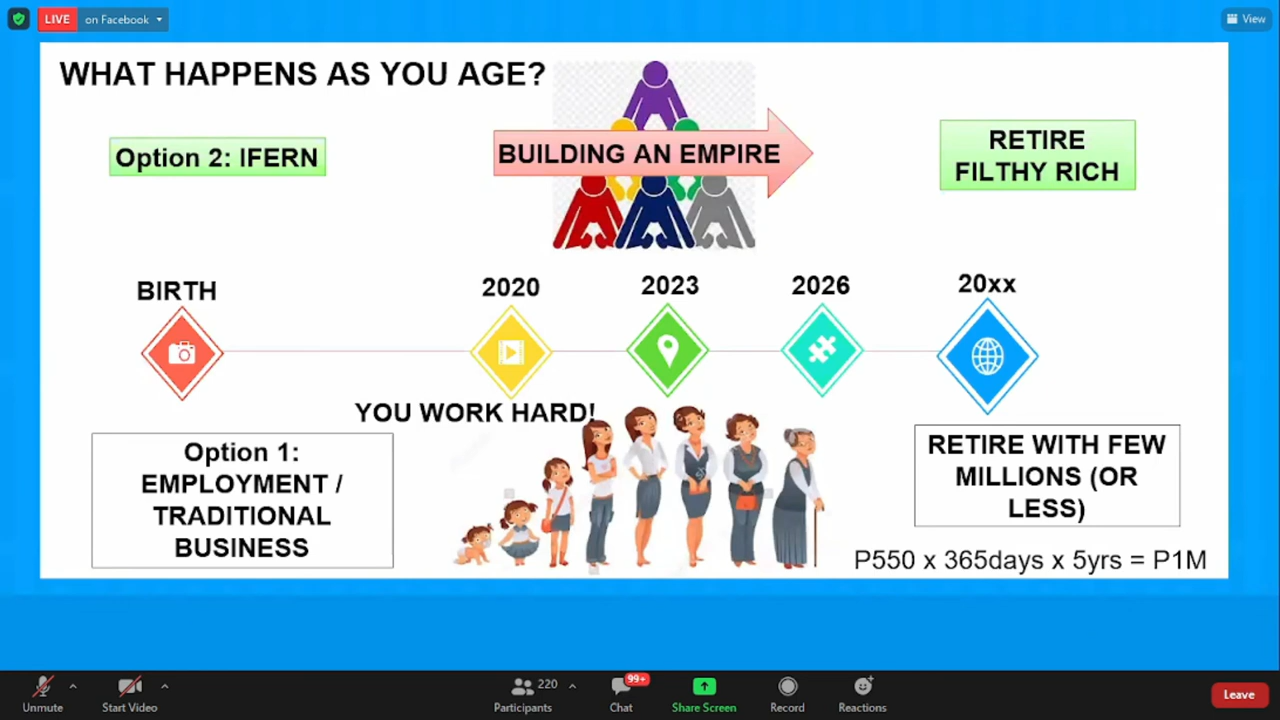 LIVE on Facebook
View
WHAT HAPPENS AS YOU AGE?
Option 2: IFERN
BUILDING AN EMPIRE
RETIRE
FILTHY RICH
BIRTH
2020
2023
2026
20xx
YOU WORK HARD!
Option 1:
EMPLOYMENT /
TRADITIONAL
BUSINESS
RETIRE WITH FEW
MILLIONS (OR
LESS)
P550 x 365days x 5yrs = P1M
Unmute
Start Video
220
Participants
99+
Chat
Share Screen
Record
Reactions
Leave